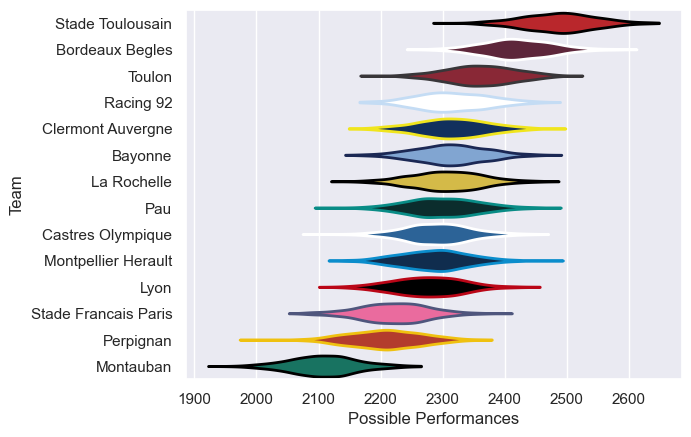 Stade Toulousain
Bordeaux Begles
Toulon
Racing 92
Clermont Auvergne
Bayonne
La Rochelle
Pau
Castres Olympique
Montpellier Herault
Lyon
Stade Francais Paris
Perpignan
Montauban
Team
1900 2000 2100 2200 2300 2400 2500 2600
Possible Performances